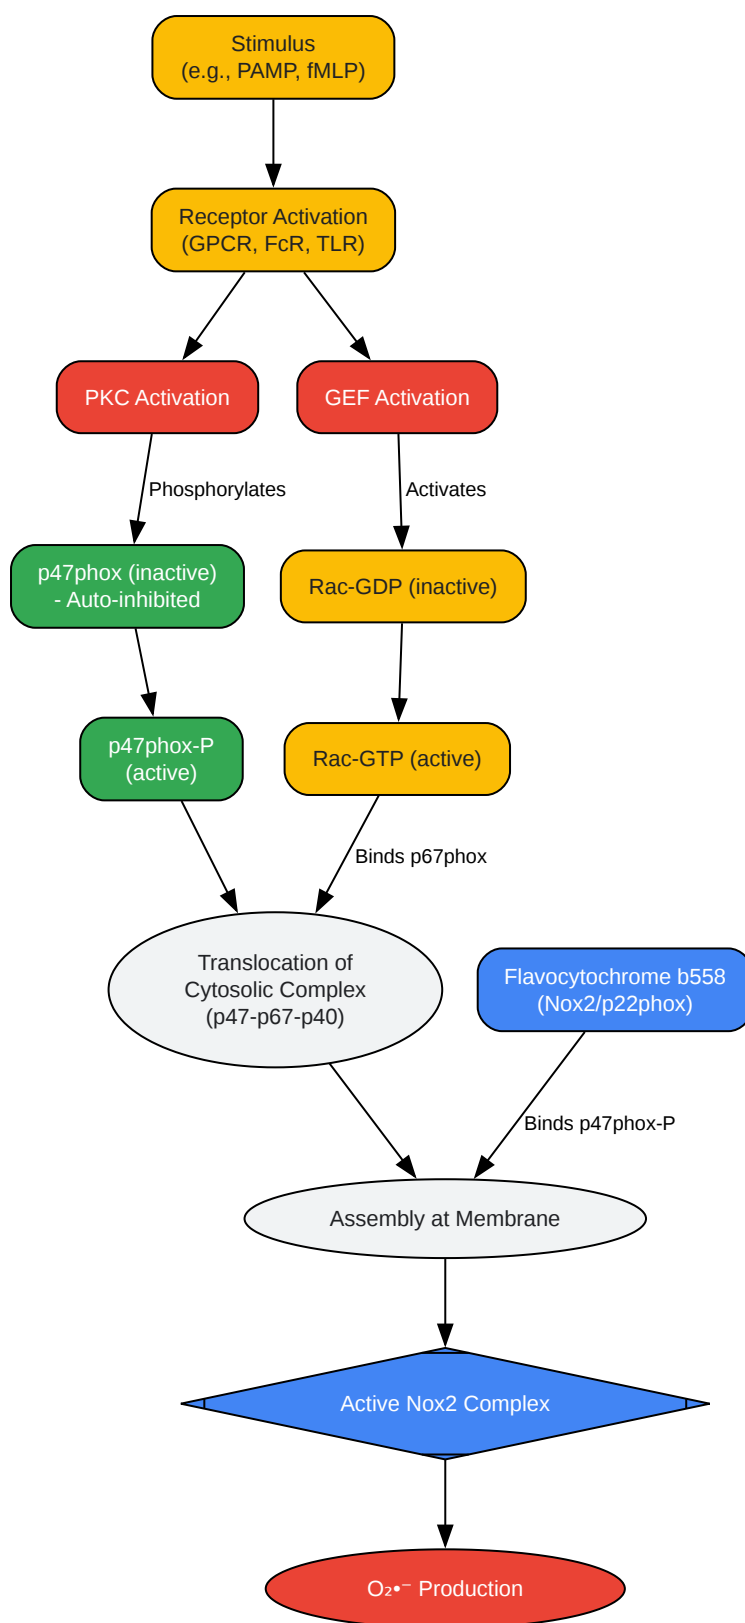 Stimulus
(e.g., PAMP, fMLP)
Receptor Activation
(GPCR, FcR, TLR)
PKC Activation
GEF Activation
Phosphorylates
Activates
p47phox (inactive)
- Auto-inhibited
Rac-GDP (inactive)
p47phox-P
(active)
Rac-GTP (active)
Binds p67phox
Translocation of
Cytosolic Complex
(p47-p67-p40)
Flavocytochrome b558
(Nox2/p22phox)
Binds p47phox-P
Assembly at Membrane
Active Nox2 Complex
O₂•⁻ Production